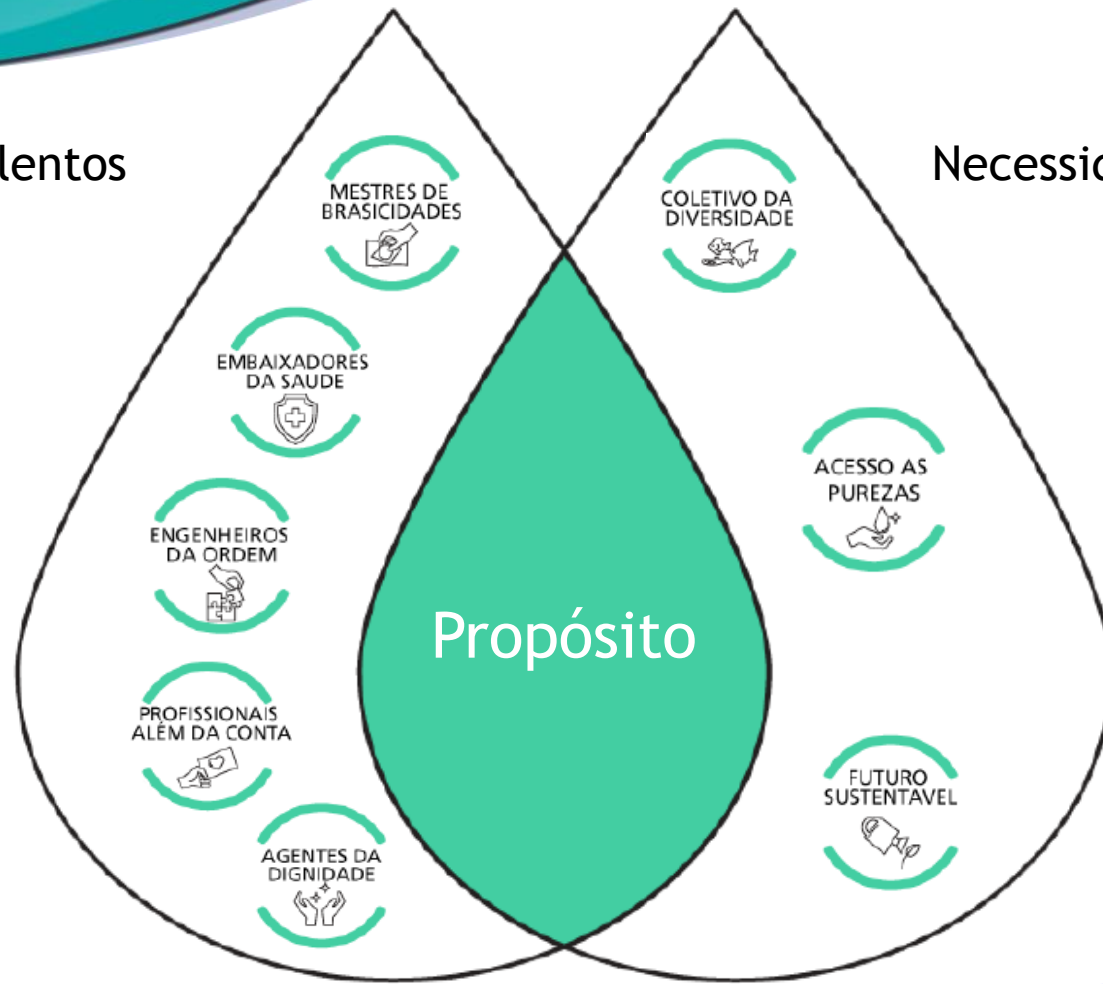 lentos
MESTRES DE
BRASICIDADES
EMBAIXADORES
DA SAUDE
ENGENHEIROS
DA ORDEM
PROFISSIONAIS
ALÉM DA CONTA
AGENTES DA
DIGNIDADE
Propósito
Necessic
COLETIVO DA
DIVERSIDADE
ACESSO AS
PUREZAS
FUTURO
SUSTENTAVEL